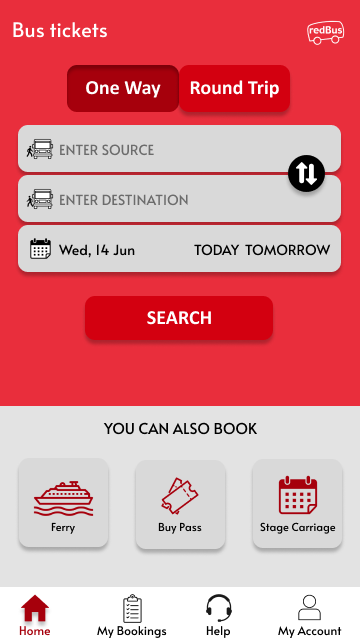 Bus tickets
redBus
One Way Round Trip
ENTER SOURCE
ENTER DESTINATION
Wed, 14 Jun TODAY TOMORROW
SEARCH
YOU CAN ALSO BOOK
Ferry Buy Pass Stage Carriage
Home My Bookings Help My Account